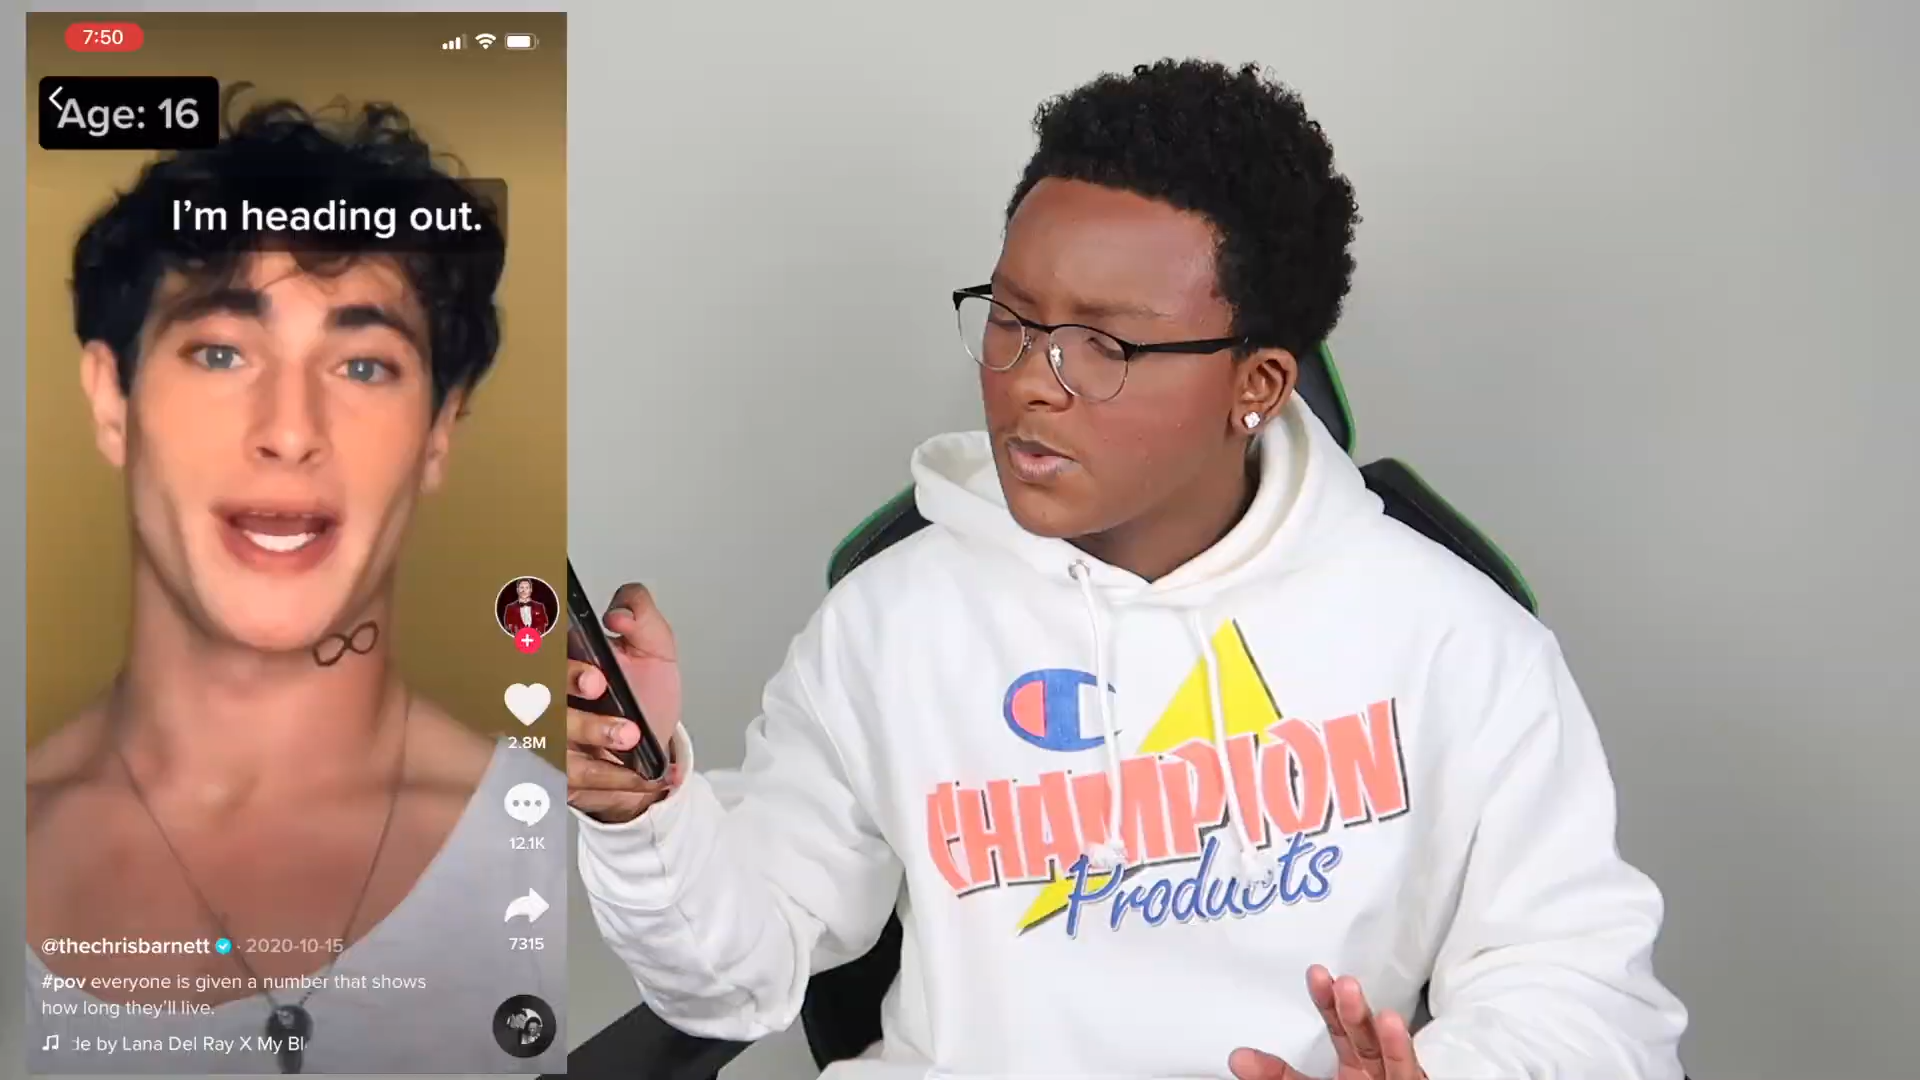 7:50
Age: 16
I'm heading out.
2.8M
12.1K
7315
@thechrisbarnett · 2020-10-15
#pov everyone is given a number that shows
how long they'll live.
de by Lana Del Ray X My Bl
CHAMPION
Products